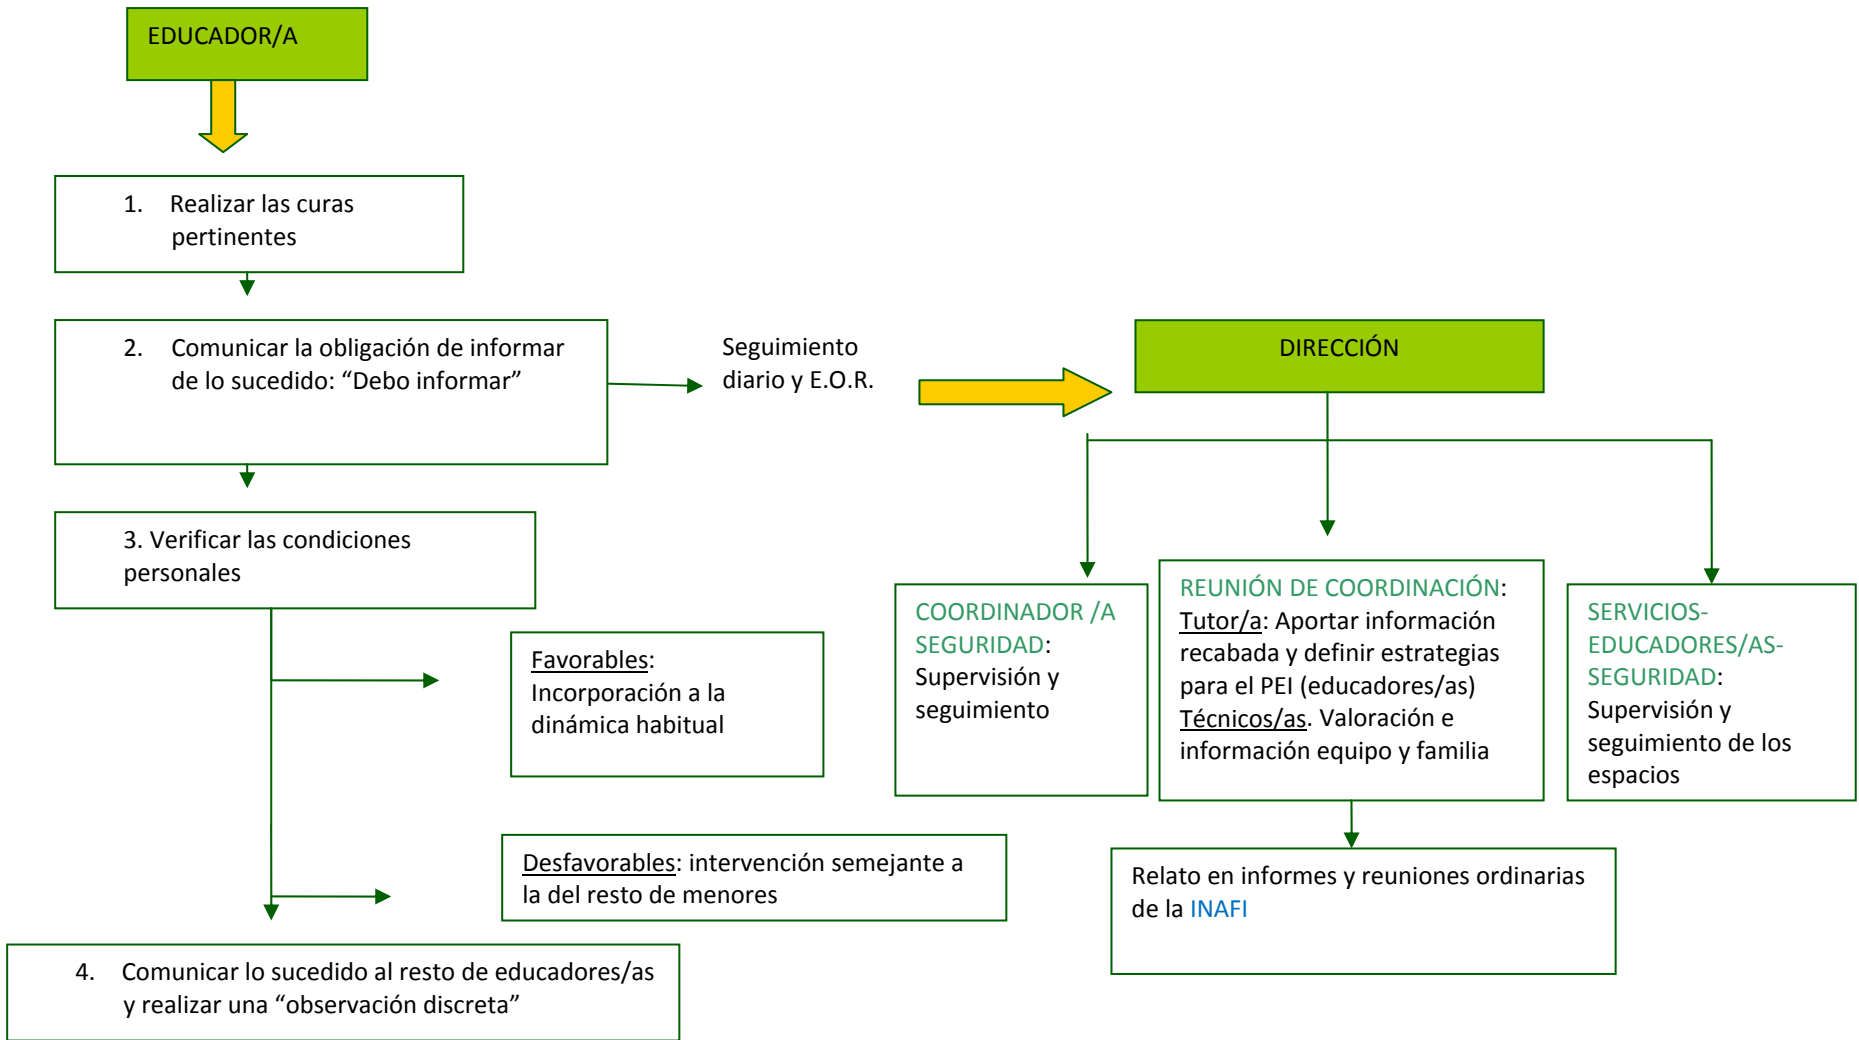 EDUCADOR/A
1. Realizar las curas
pertinentes
2. Comunicar la obligación de informar
de lo sucedido: “Debo informar”
Seguimiento
diario y E.O.R.
DIRECCIÓN
3. Verificar las condiciones
personales
Favorables:
Incorporación a la
dinámica habitual
Desfavorables: intervención semejante a
la del resto de menores
4. Comunicar lo sucedido al resto de educadores/as
y realizar una “observación discreta”
COORDINADOR /A
SEGURIDAD:
Supervisión y
seguimiento
REUNIÓN DE COORDINACIÓN:
Tutor/a: Aportar información
recabada y definir estrategias
para el PEI (educadores/as)
Técnicos/as. Valoración e
información equipo y familia
SERVICIOS-
EDUCADORES/AS-
SEGURIDAD:
Supervisión y
seguimiento de los
espacios
Relato en informes y reuniones ordinarias
de la INAFI